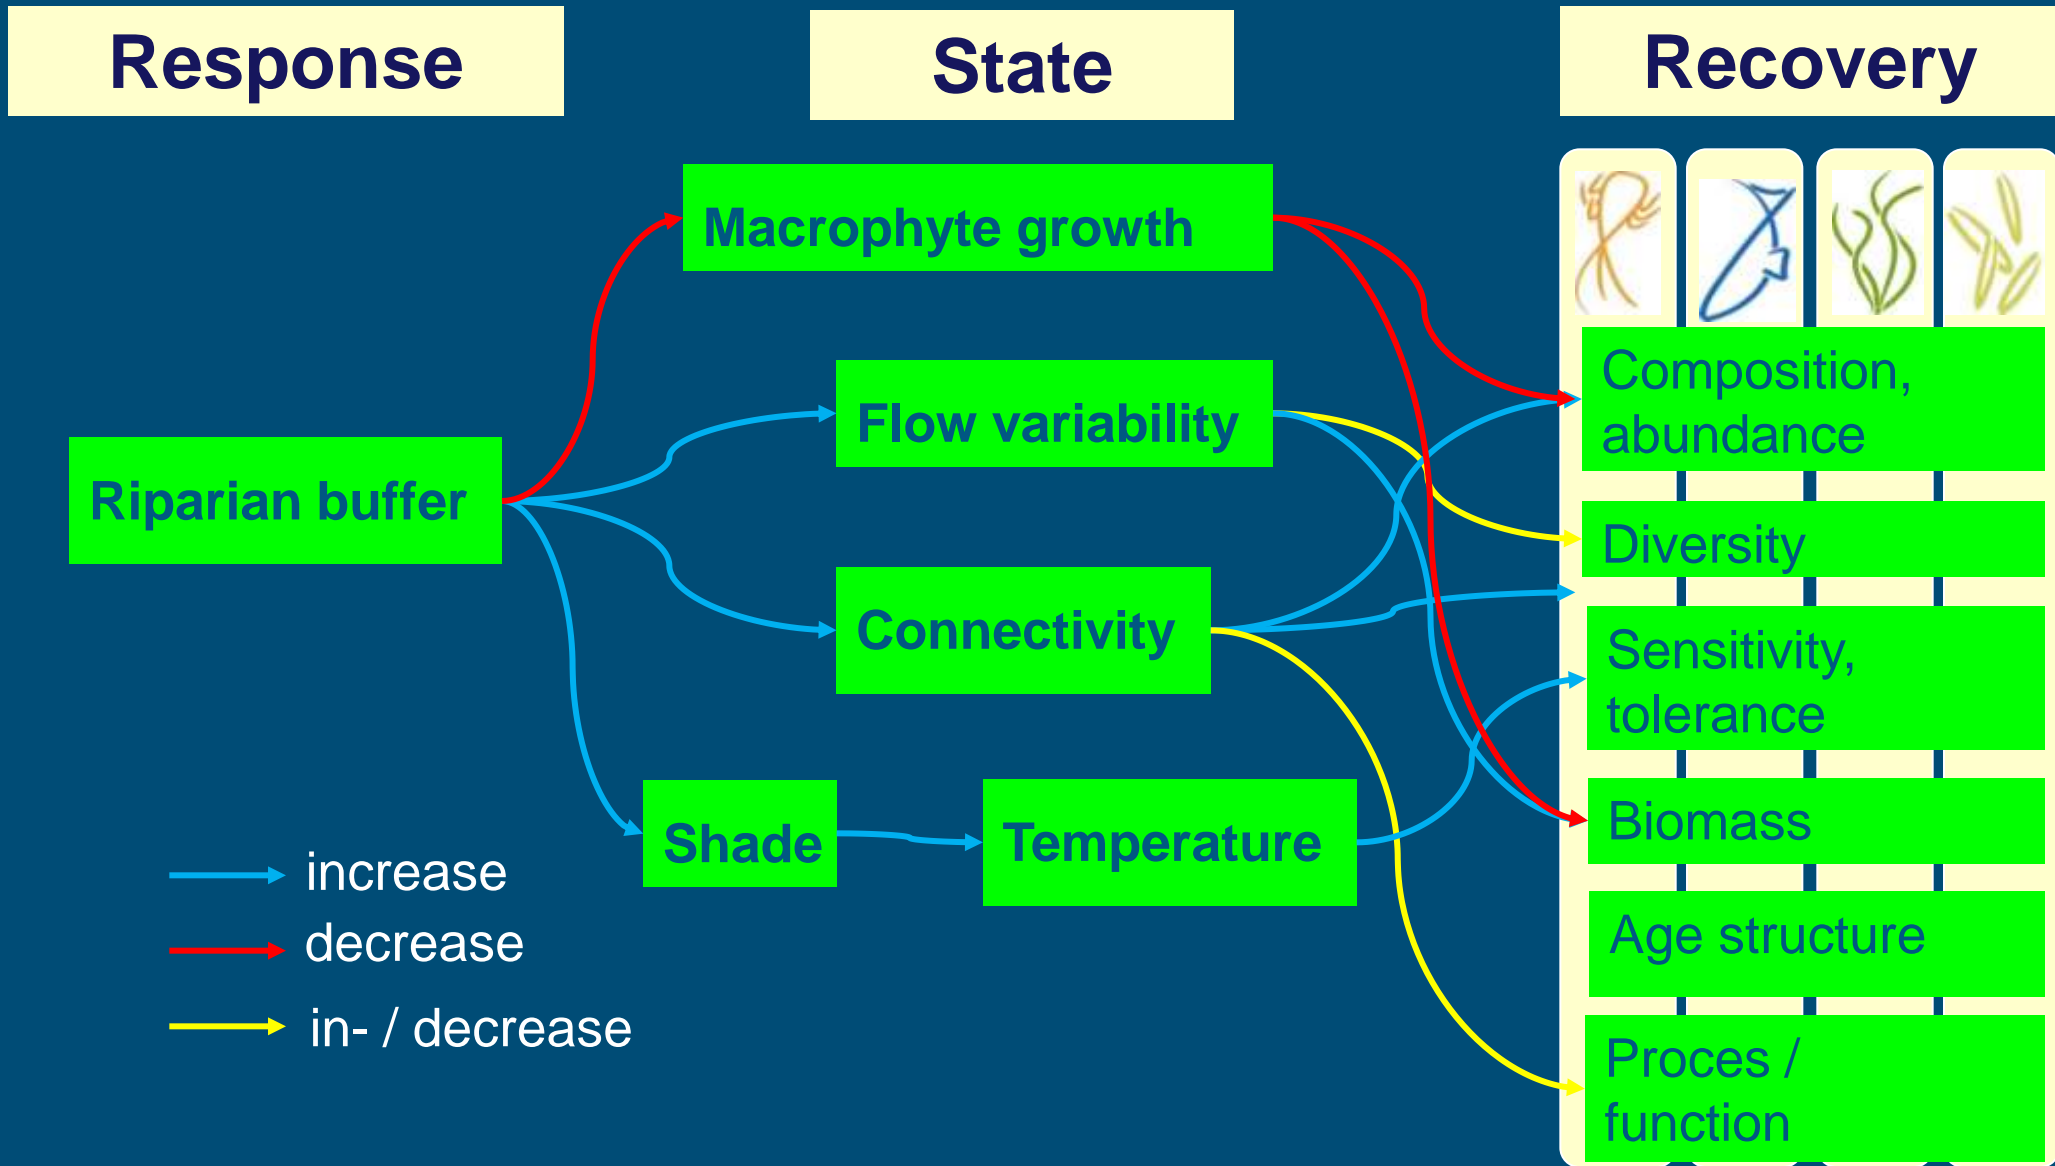 Response
State
Recovery
Macrophyte growth
Flow variability
Riparian buffer
Connectivity
Shade
Temperature
Composition,
abundance
Diversity
Sensitivity,
tolerance
Biomass
Age structure
Proces /
function
increase
decrease
in- / decrease